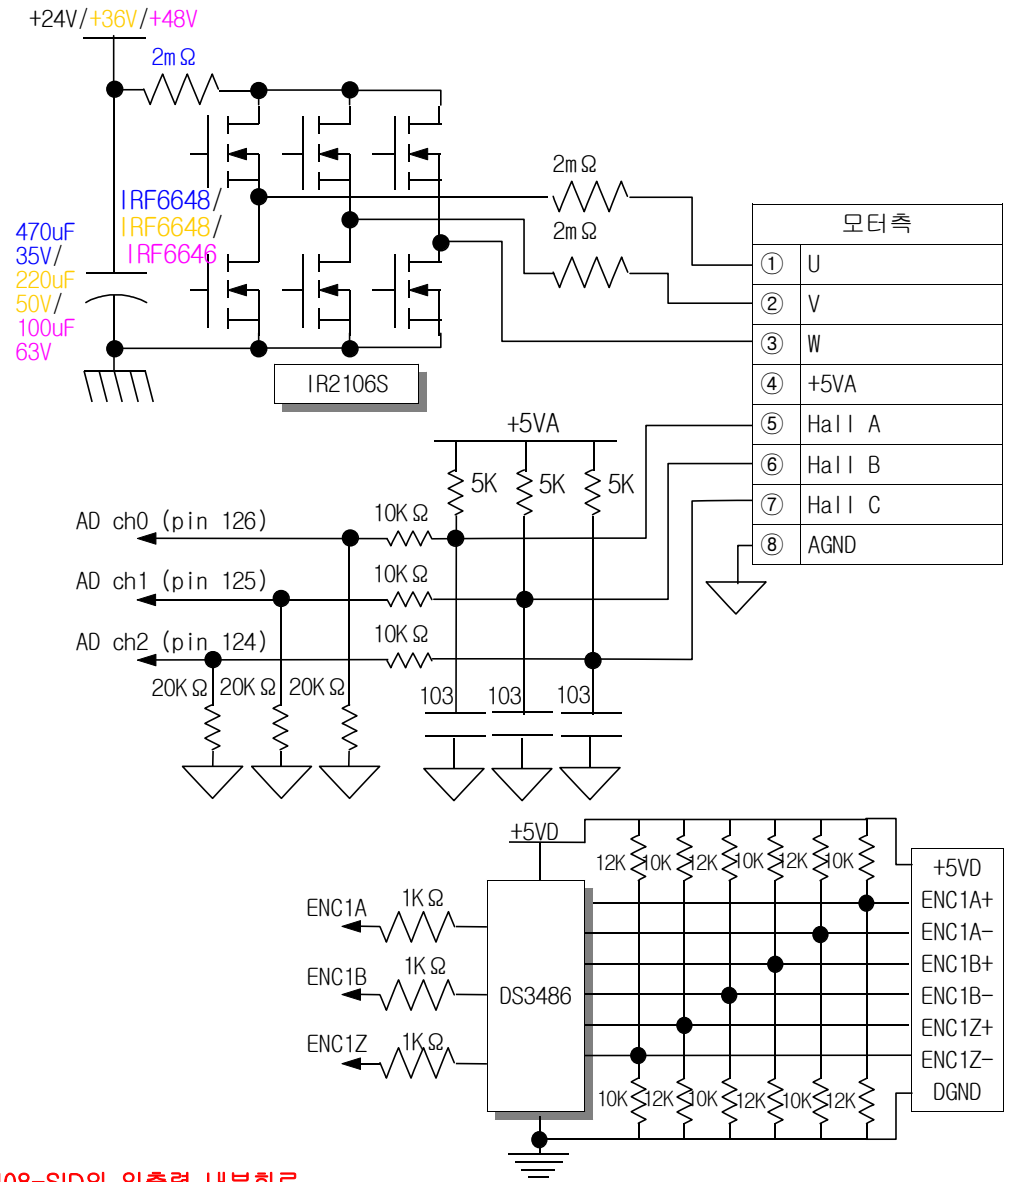 +24V/+36V/+48V
2mΩ
IRF6648/
IRF6648/
IRF6646
470uF
35V/
220uF
50V/
100uF
63V
IR2106S
2mΩ
2mΩ
모터측
① U
② V
③ W
④ +5VA
⑤ Hall A
⑥ Hall B
⑦ Hall C
⑧ AGND
+5VA
5K 5K 5K
AD ch0 (pin 126) 10KΩ
AD ch1 (pin 125) 10KΩ
AD ch2 (pin 124) 10KΩ
20KΩ 20KΩ 20KΩ
103 103 103
+5VD
12K 10K 12K 10K 12K 10K
ENC1A 1KΩ
ENC1B 1KΩ
ENC1Z 1KΩ
DS3486
+5VD
ENC1A+
ENC1A-
ENC1B+
ENC1B-
ENC1Z+
ENC1Z-
DGND
10K 12K 10K 12K 10K 12K